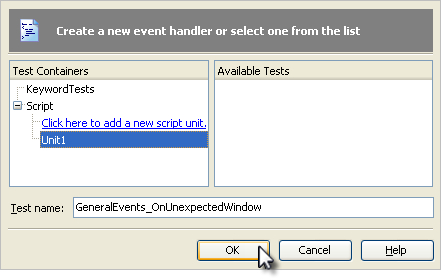 Create a new event handler or select one from the list
Test Containers
Available Tests
KeywordTests
Script
Click here to add a new script unit.
Unit1
Test name:
GeneralEvents_OnUnexpectedWindow
OK
Cancel
Help